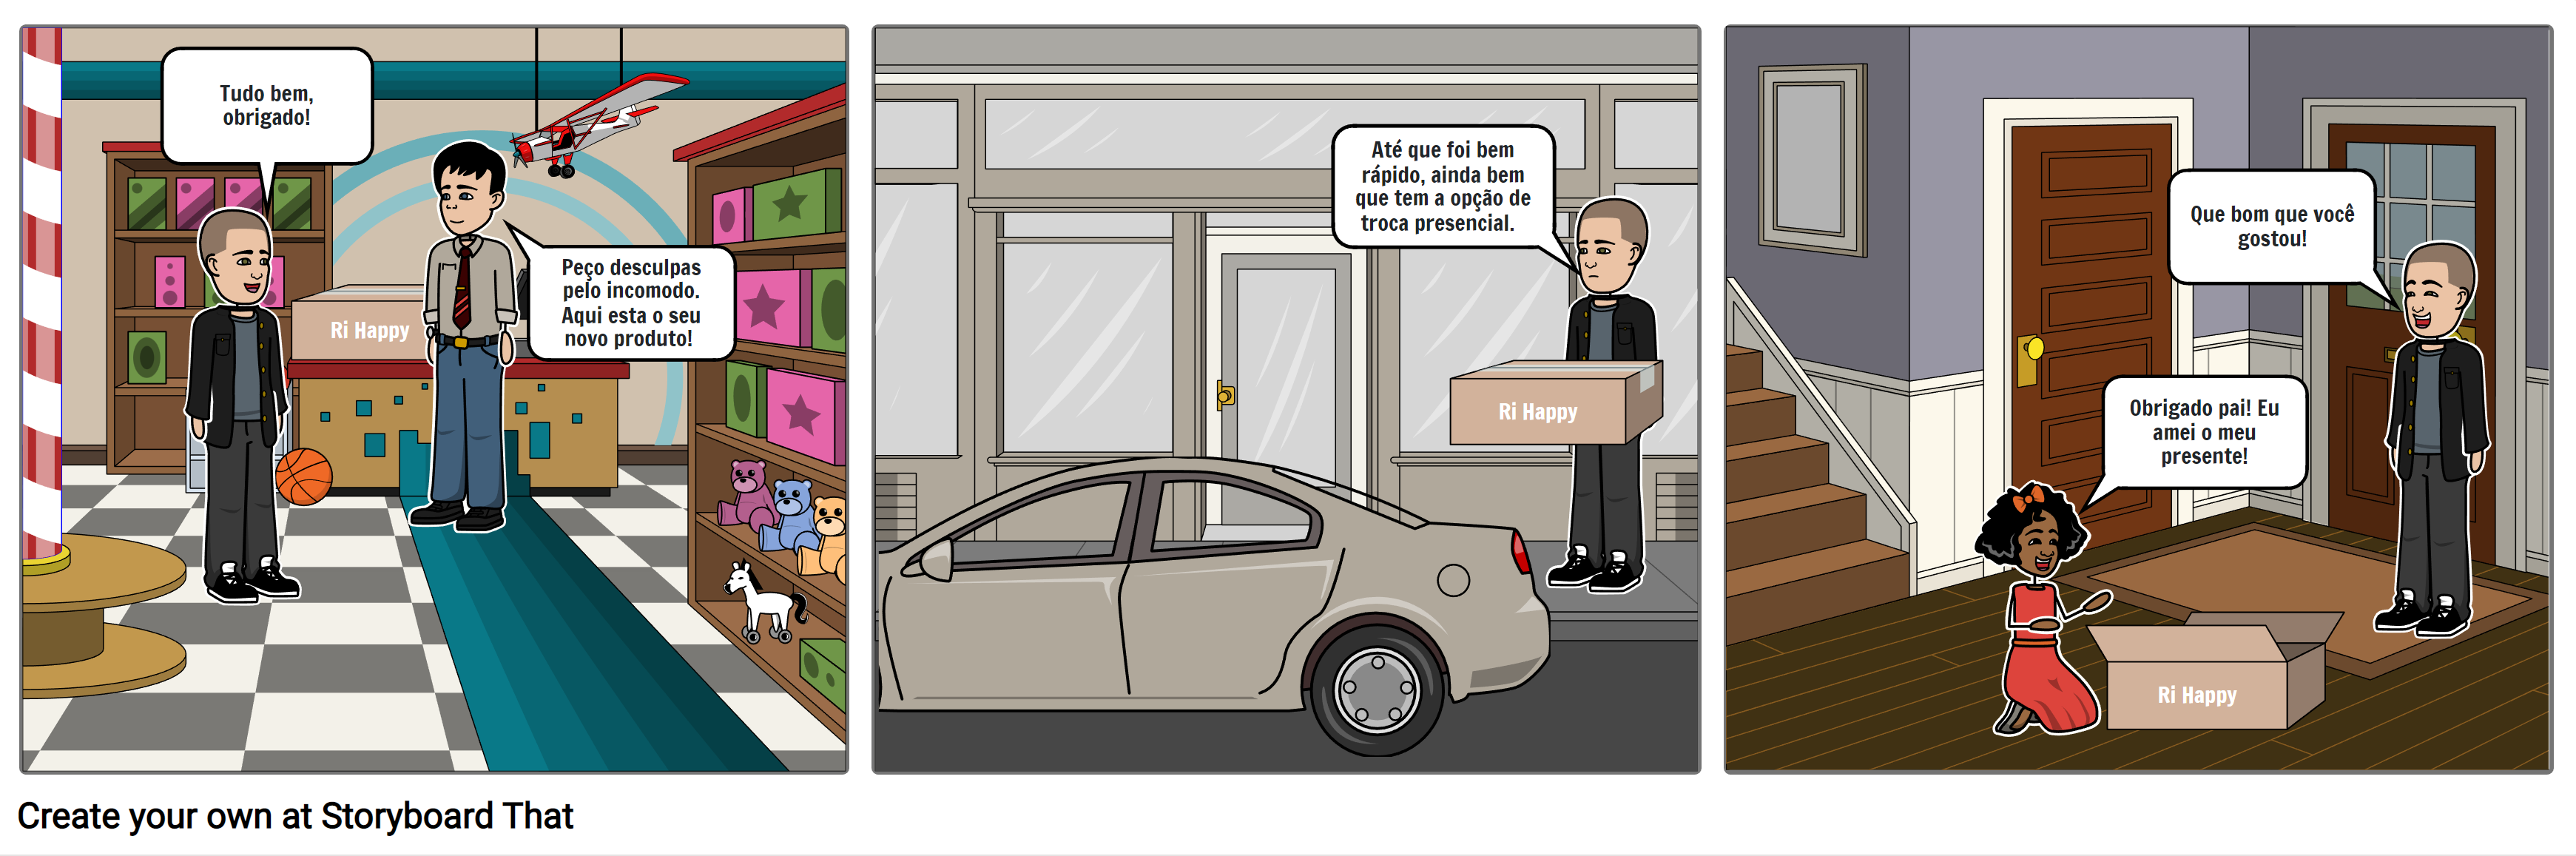 Tudo bem,
obrigado!
Peço desculpas
pelo incomodo.
Aqui esta o seu
novo produto!
Ri Happy
Até que foi bem
rápido, ainda bem
que tem a opção de
troca presencial.
Ri Happy
Que bom que você
gostou!
Obrigado pai! Eu
amei o meu
presente!
Ri Happy
Create your own at Storyboard That